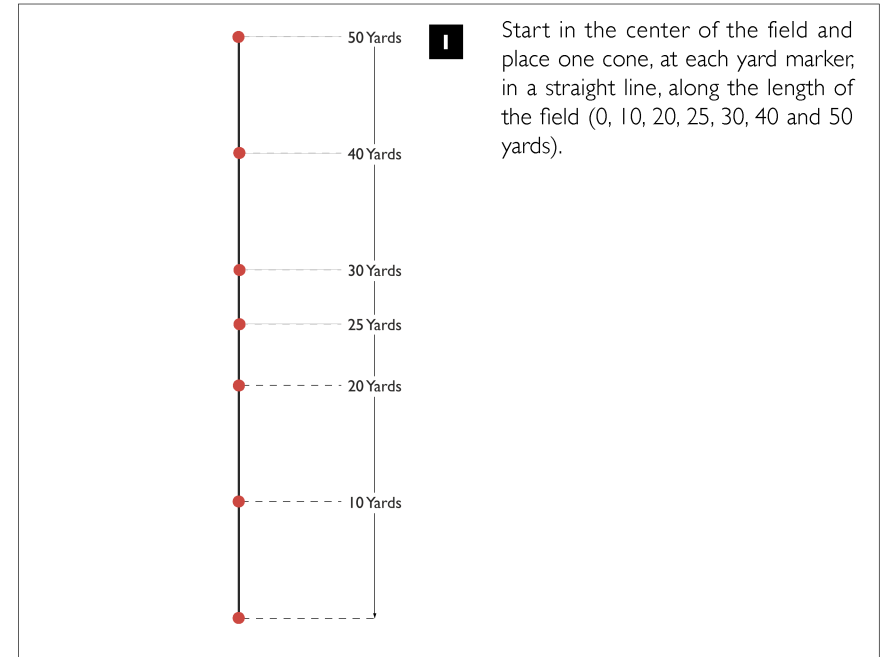 50 Yards
40 Yards
30 Yards
25 Yards
20 Yards
10 Yards
1
Start in the center of the field and
place one cone, at each yard marker,
in a straight line, along the length of
the field (0, 10, 20, 25, 30, 40 and 50
yards).